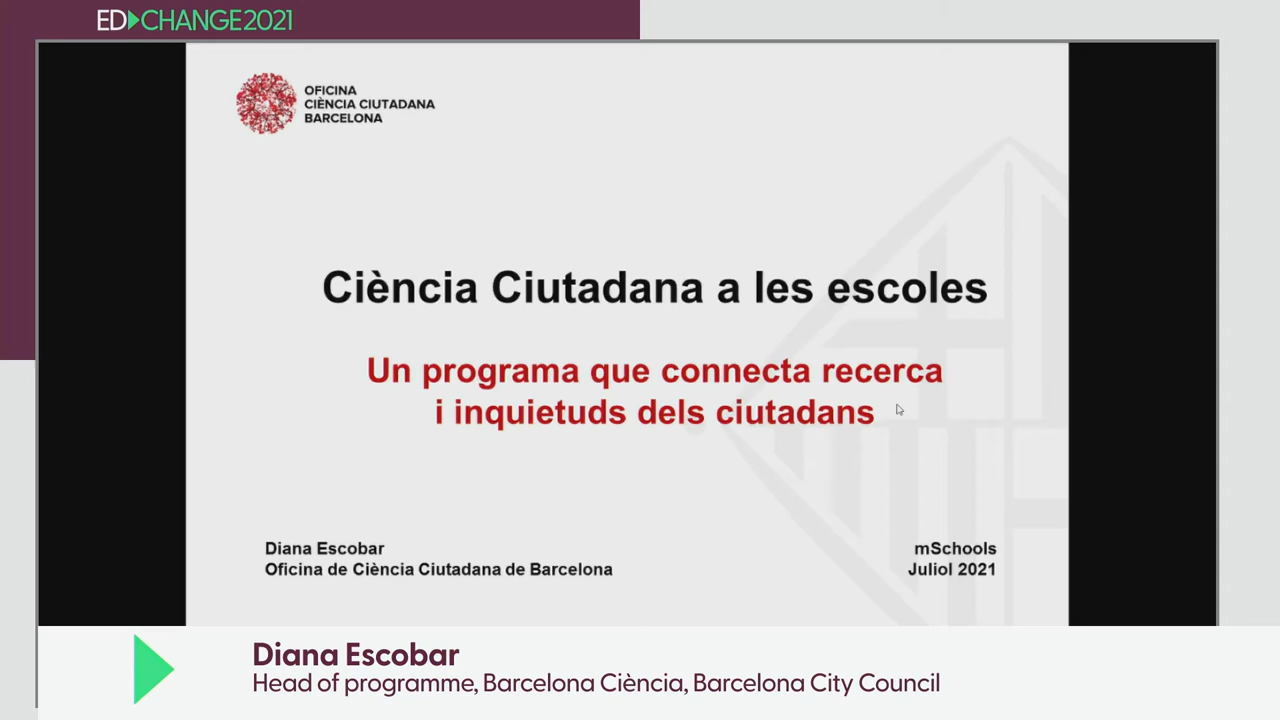 ED CHANGE2021
OFICINA
CIÈNCIA CIUTADANA
BARCELONA
Ciència Ciutadana a les escoles
Un programa que connecta recerca
i inquietuds dels ciutadans
Diana Escobar
Oficina de Ciència Ciutadana de Barcelona
mSchools
Juliol 2021
Diana Escobar
Head of programme, Barcelona Ciència, Barcelona City Council